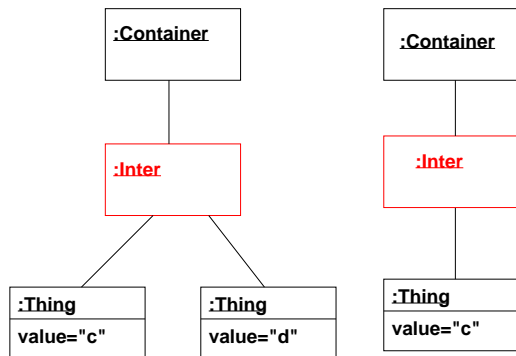 :Container
:Inter
:Thing
value="c"
:Thing
value="d"
:Container
:Inter
:Thing
value="c"